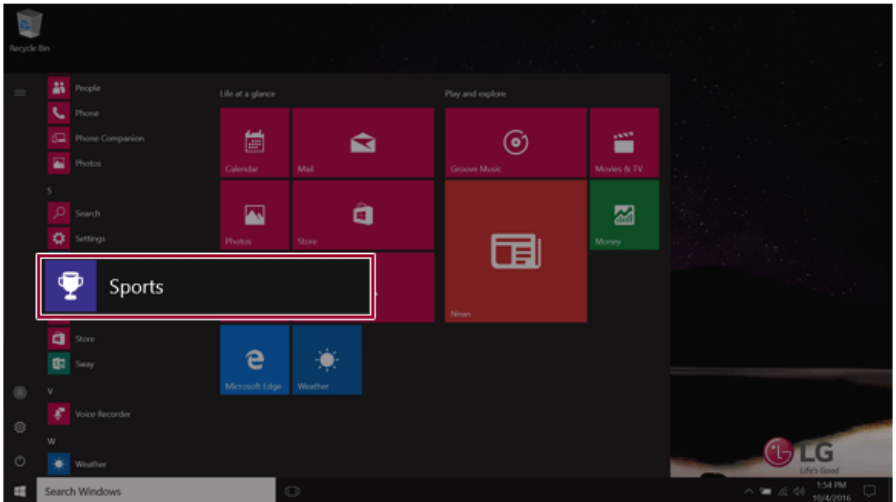 Recycle Bin
People
Phone
Phone Companion
Photos
S
Search
Settings
Sports
Store
Sway
V
Voice Recorder
W
Weather
Life at a glance
Calendar
Mail
Photos
Store
Microsoft Edge
Weather
Play and explore
Groove Music
Movies & TV
News
Money
LG
Life's Good
Search Windows
1:54 PM
10/4/2016